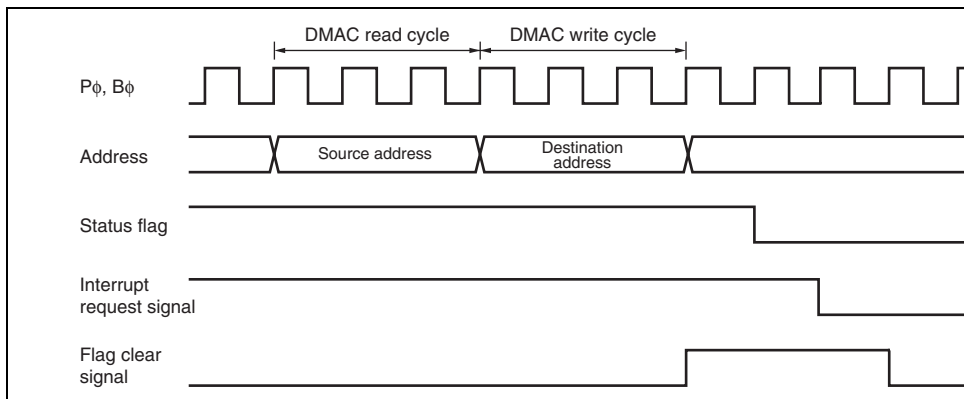 DMAC read cycle DMAC write cycle
Pϕ, Bϕ
Address
Source address
Destination
address
Status flag
Interrupt
request signal
Flag clear
signal